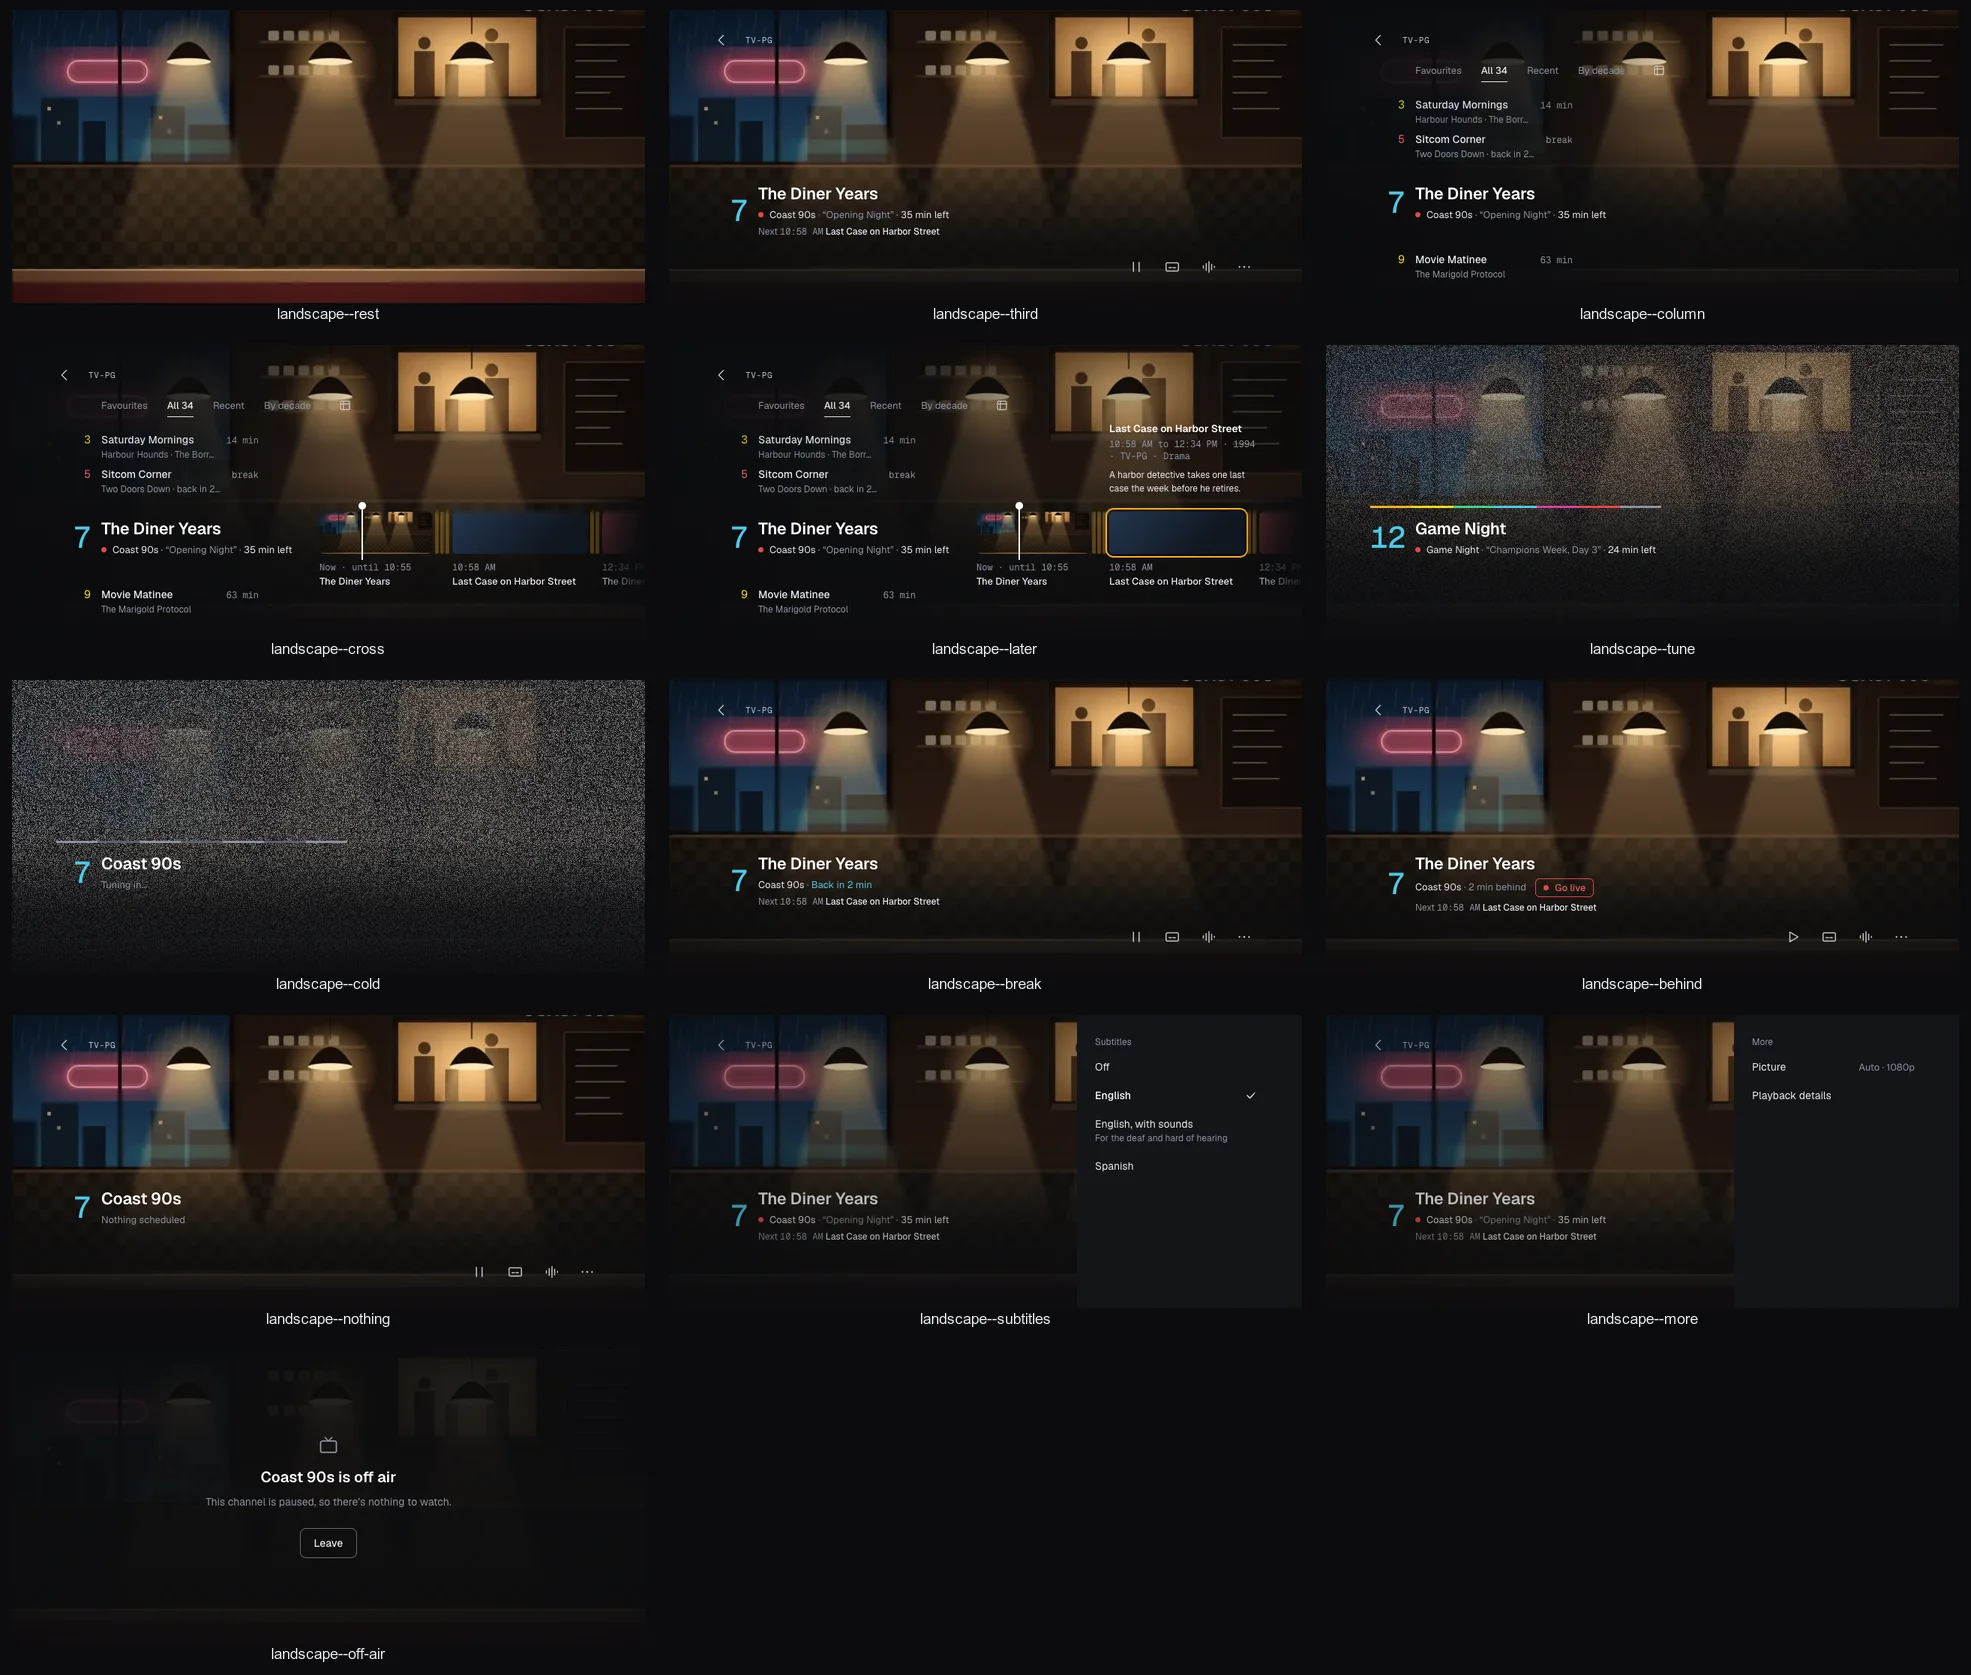 landscape--rest
TV-PG
7 The Diner Years
Coast 90s · “Opening Night” · 35 min left
Next 10:58 AM Last Case on Harbor Street
landscape--third
TV-PG
Favourites All 34 Recent By decade
3 Saturday Mornings 14 min
Harbour Hounds · The Borr...
5 Sitcom Corner break
Two Doors Down · back in 2...
7 The Diner Years
Coast 90s · “Opening Night” · 35 min left
9 Movie Matinee 63 min
The Marigold Protocol
landscape--column
TV-PG
Favourites All 34 Recent By decade
3 Saturday Mornings 14 min
Harbour Hounds · The Borr...
5 Sitcom Corner break
Two Doors Down · back in 2...
7 The Diner Years
Coast 90s · “Opening Night” · 35 min left
Now · until 10:55 10:58 AM 12:34
The Diner Years Last Case on Harbor Street The Diner
9 Movie Matinee 63 min
The Marigold Protocol
landscape--cross
TV-PG
Favourites All 34 Recent By decade
3 Saturday Mornings 14 min
Harbour Hounds · The Borr...
5 Sitcom Corner break
Two Doors Down · back in 2...
Last Case on Harbor Street
10:58 AM to 12:34 PM · 1994
· TV-PG · Drama
A harbor detective takes one last
case the week before he retires.
7 The Diner Years
Coast 90s · “Opening Night” · 35 min left
Now · until 10:55 10:58 AM 12:34
The Diner Years Last Case on Harbor Street The Diner
9 Movie Matinee 63 min
The Marigold Protocol
landscape--later
12 Game Night
Game Night · “Champions Week, Day 3” · 24 min left
landscape--tune
7 Coast 90s
Tuning in...
landscape--cold
TV-PG
7 The Diner Years
Coast 90s · Back in 2 min
Next 10:58 AM Last Case on Harbor Street
landscape--break
TV-PG
7 The Diner Years
Coast 90s · 2 min behind Go live
Next 10:58 AM Last Case on Harbor Street
landscape--behind
TV-PG
7 Coast 90s
Nothing scheduled
landscape--nothing
TV-PG
7 The Diner Years
Coast 90s · “Opening Night” · 35 min left
Next 10:58 AM Last Case on Harbor Street
Subtitles
Off
English
English, with sounds
For the deaf and hard of hearing
Spanish
landscape--subtitles
TV-PG
7 The Diner Years
Coast 90s · “Opening Night” · 35 min left
Next 10:58 AM Last Case on Harbor Street
More
Picture Auto · 1080p
Playback details
landscape--more
Coast 90s is off air
This channel is paused, so there's nothing to watch.
Leave
landscape--off-air